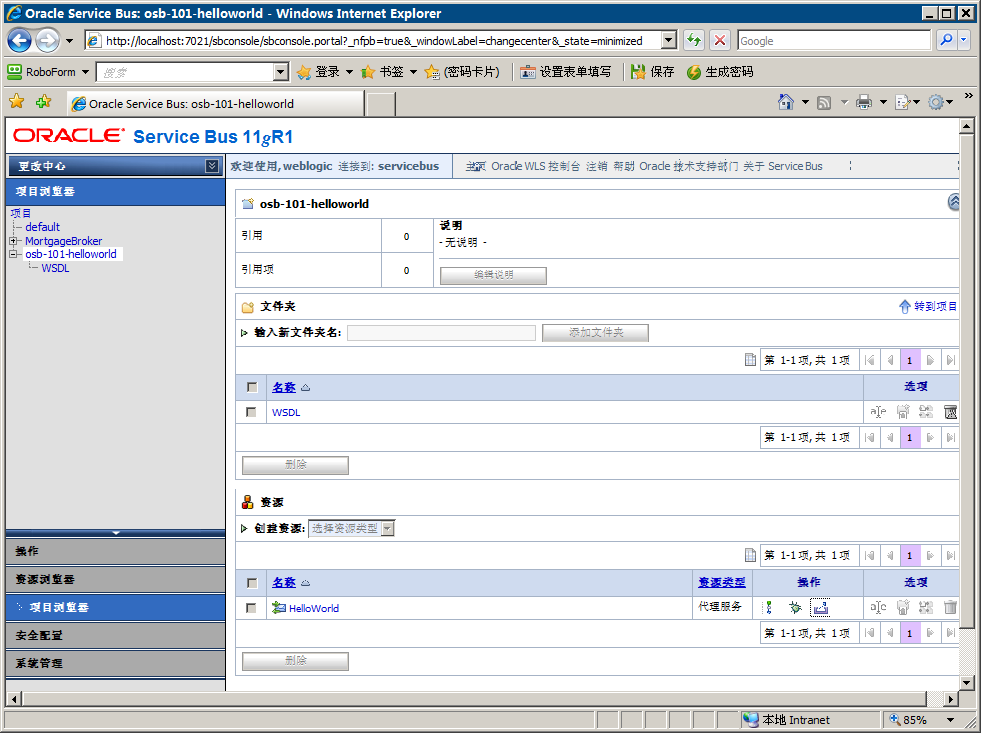 Oracle Service Bus: osb-101-helloworld - Windows Internet Explorer
http://localhost:7021/sbconsole/sbconsole.portal?_nfpb=true&_windowLabel=changecenter&_state=minimized
Google
RoboForm
搜索
登录
书签
(密码卡片)
设置表单填写
保存
生成密码
Oracle Service Bus: osb-101-helloworld
ORACLE Service Bus 11gR1
更改中心
欢迎使用,weblogic 连接到: servicebus
主页 Oracle WLS 控制台 注销 帮助 Oracle 技术支持部门 关于 Service Bus
项目浏览器
项目
default
MortgageBroker
osb-101-helloworld
WSDL
osb-101-helloworld
引用 0
引用项 0
说明
- 无说明 -
编辑说明
文件夹
转到项目
输入新文件夹名:
添加文件夹
第 1-1 项, 共 1 项 1
名称 选项
WSDL
第 1-1 项, 共 1 项 1
删除
资源
创建资源: 选择资源类型
第 1-1 项, 共 1 项 1
名称 资源类型 操作 选项
HelloWorld 代理服务
第 1-1 项, 共 1 项 1
删除
操作
资源浏览器
项目浏览器
安全配置
系统管理
本地 Intranet
85%